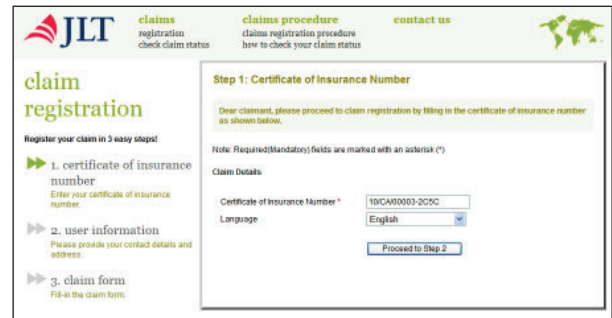 JLT
claims
registration
check claim status
claims procedure
claims registration procedure
how to check your claim status
contact us
claim
registration
Register your claim in 3 easy steps!
1. certificate of insurance
number
Enter your certificate of insurance
number.
2. user information
Please provide your contact details and
address.
3. claim form
Fill-in the claim form.
Step 1: Certificate of Insurance Number
Dear claimant, please proceed to claim registration by filling in the certificate of insurance number
as shown below.
Note: Required(Mandatory) fields are marked with an asterisk (*)
Claim Details
Certificate of Insurance Number * 10/CA/00003-2C5C
Language English
Proceed to Step 2